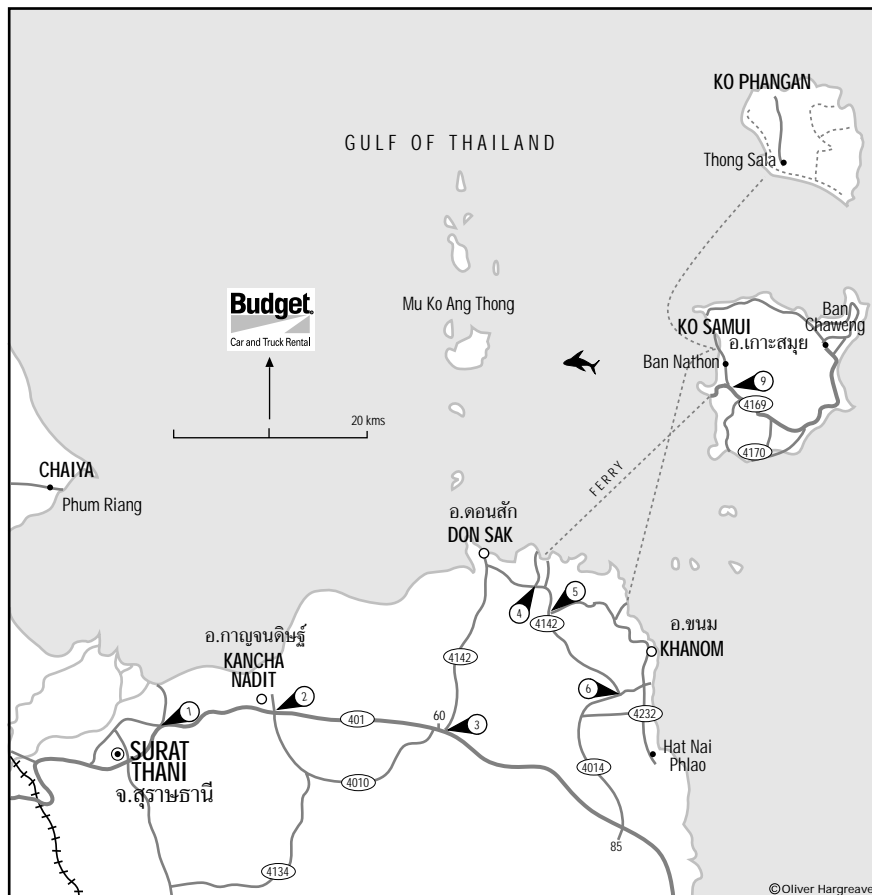 KO PHANGAN
GULF OF THAILAND
Thong Sala
Budget
Car and Truck Rental
Mu Ko Ang Thong
Ban
Chaweng
KO SAMUI
อ.เกาะสมุย
Ban Nathon
9
4169
20 kms
4170
CHAIYA
Phum Riang
FERRY
อ.ดอนสัก
DON SAK
5
4
4142
อ.กาญจนดิษฐ์
อ.ขนม
KANCHA
NADIT
KHANOM
4142
2
6
1
401
60
3
4232
SURAT
THANI
จ.สุราษธานี
Hat Nai
Phlao
4010
4014
85
4134
©Oliver Hargreave